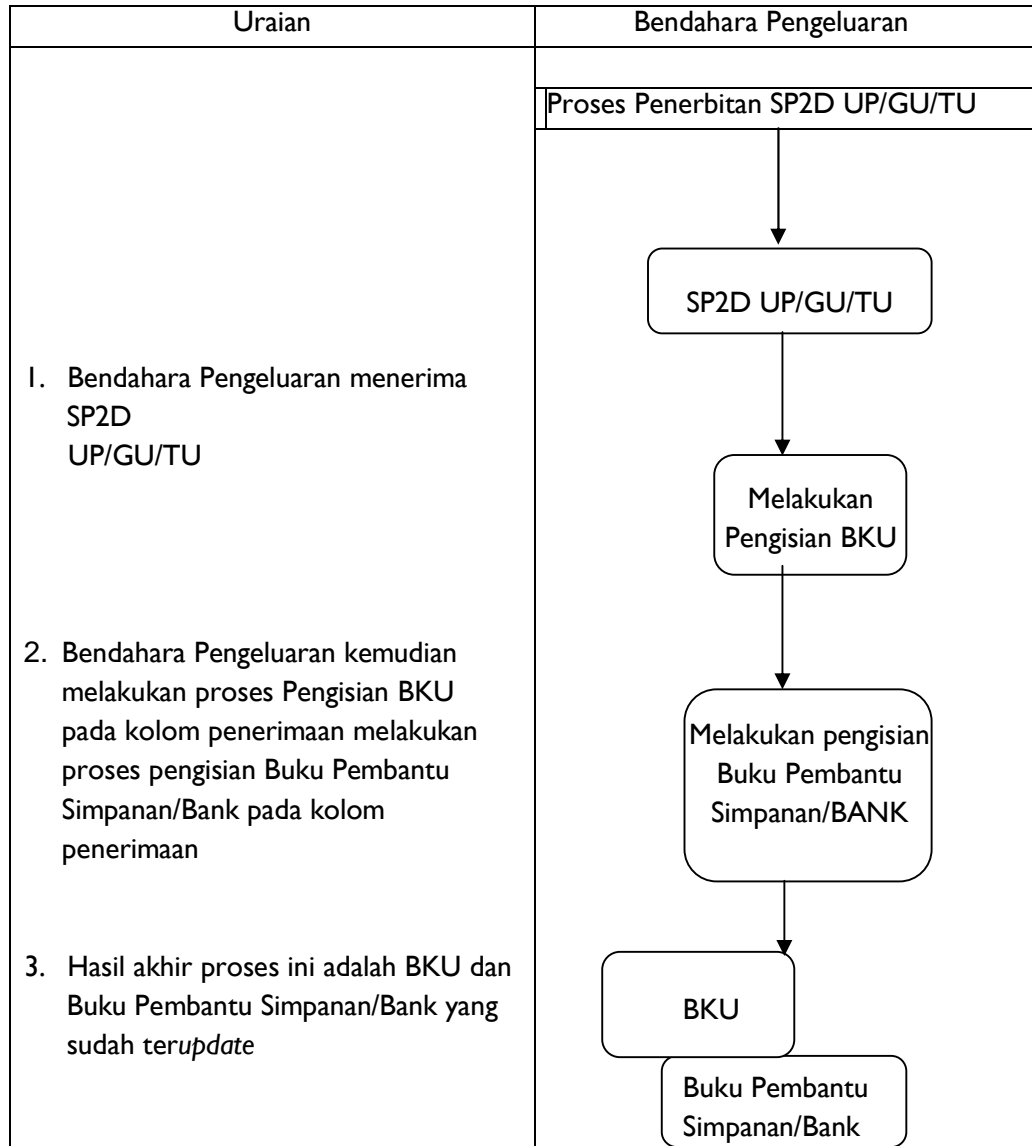 Uraian
Bendahara Pengeluaran
Proses Penerbitan SP2D UP/GU/TU
SP2D UP/GU/TU
1. Bendahara Pengeluaran menerima
SP2D
UP/GU/TU
Melakukan
Pengisian BKU
2. Bendahara Pengeluaran kemudian
melakukan proses Pengisian BKU
pada kolom penerimaan melakukan
proses pengisian Buku Pembantu
Simpanan/Bank pada kolom
penerimaan
Melakukan pengisian
Buku Pembantu
Simpanan/BANK
3. Hasil akhir proses ini adalah BKU dan
Buku Pembantu Simpanan/Bank yang
sudah terupdate
BKU
Buku Pembantu
Simpanan/Bank